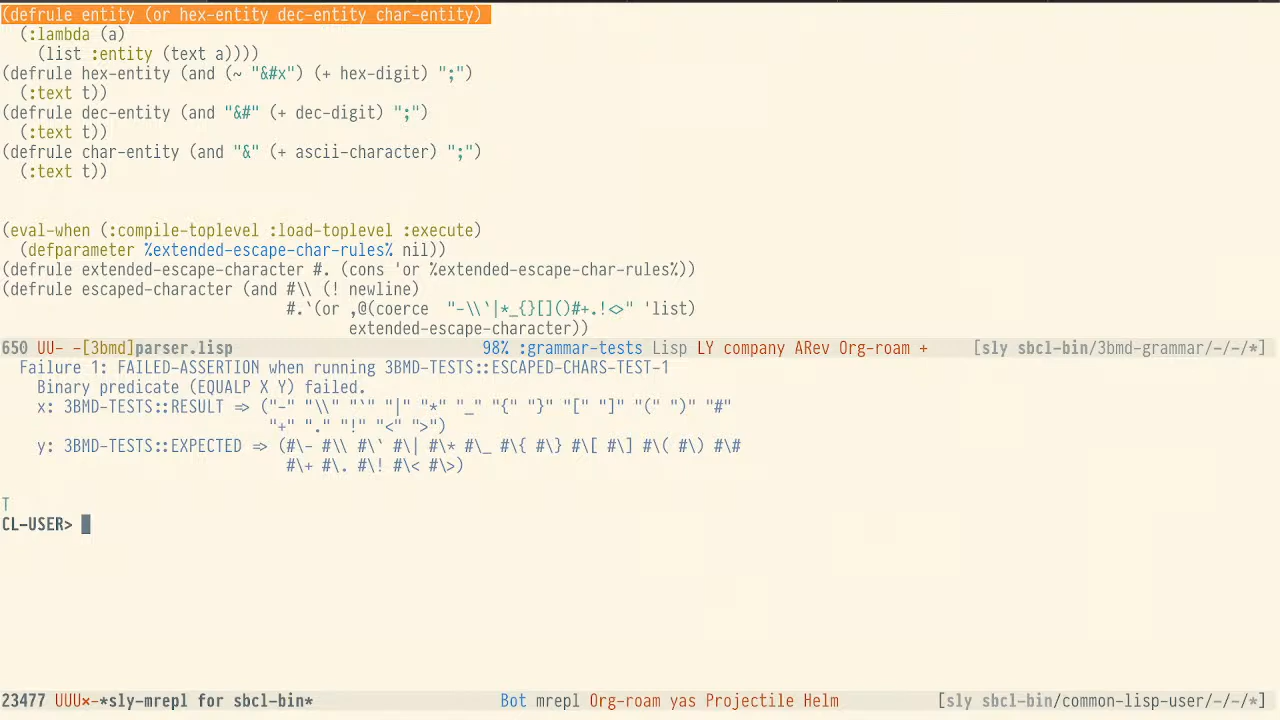 (defrule entity (or hex-entity dec-entity char-entity)
  (:lambda (a)
    (list :entity (text a))))
(defrule hex-entity (and (~ "&#x") (+ hex-digit) ";")
  (:text t))
(defrule dec-entity (and "&#" (+ dec-digit) ";")
  (:text t))
(defrule char-entity (and "&" (+ ascii-character) ";")
  (:text t))
(eval-when (:compile-toplevel :load-toplevel :execute)
  (defparameter %extended-escape-char-rules% nil))
(defrule extended-escape-character #. (cons 'or %extended-escape-char-rules%))
(defrule escaped-character (and #\\ (! newline)
                                #.`(or ,@(coerce  "-\\`|*_{}[]()#+.!<>" 'list)
                                       extended-escape-character))
650 UU- -[3bmd]parser.lisp 98% :grammar-tests Lisp LY company ARev Org-roam + [sly sbcl-bin/3bmd-grammar/-/-/*]
  Failure 1: FAILED-ASSERTION when running 3BMD-TESTS::ESCAPED-CHARS-TEST-1
    Binary predicate (EQUALP X Y) failed.
    x: 3BMD-TESTS::RESULT => ("-" "\\" "`" "|" "*" "_" "{" "}" "[" "]" "(" ")" "#"
                              "+" "." "!" "<" ">")
    y: 3BMD-TESTS::EXPECTED => (#\- #\\ #\` #\| #\* #\_ #\{ #\} #\[ #\] #\( #\) #\#
                                #\+ #\. #\! #\< #\>)
T
CL-USER>
23477 UUU×-*sly-mrepl for sbcl-bin* Bot mrepl Org-roam yas Projectile Helm [sly sbcl-bin/common-lisp-user/-/-/*]